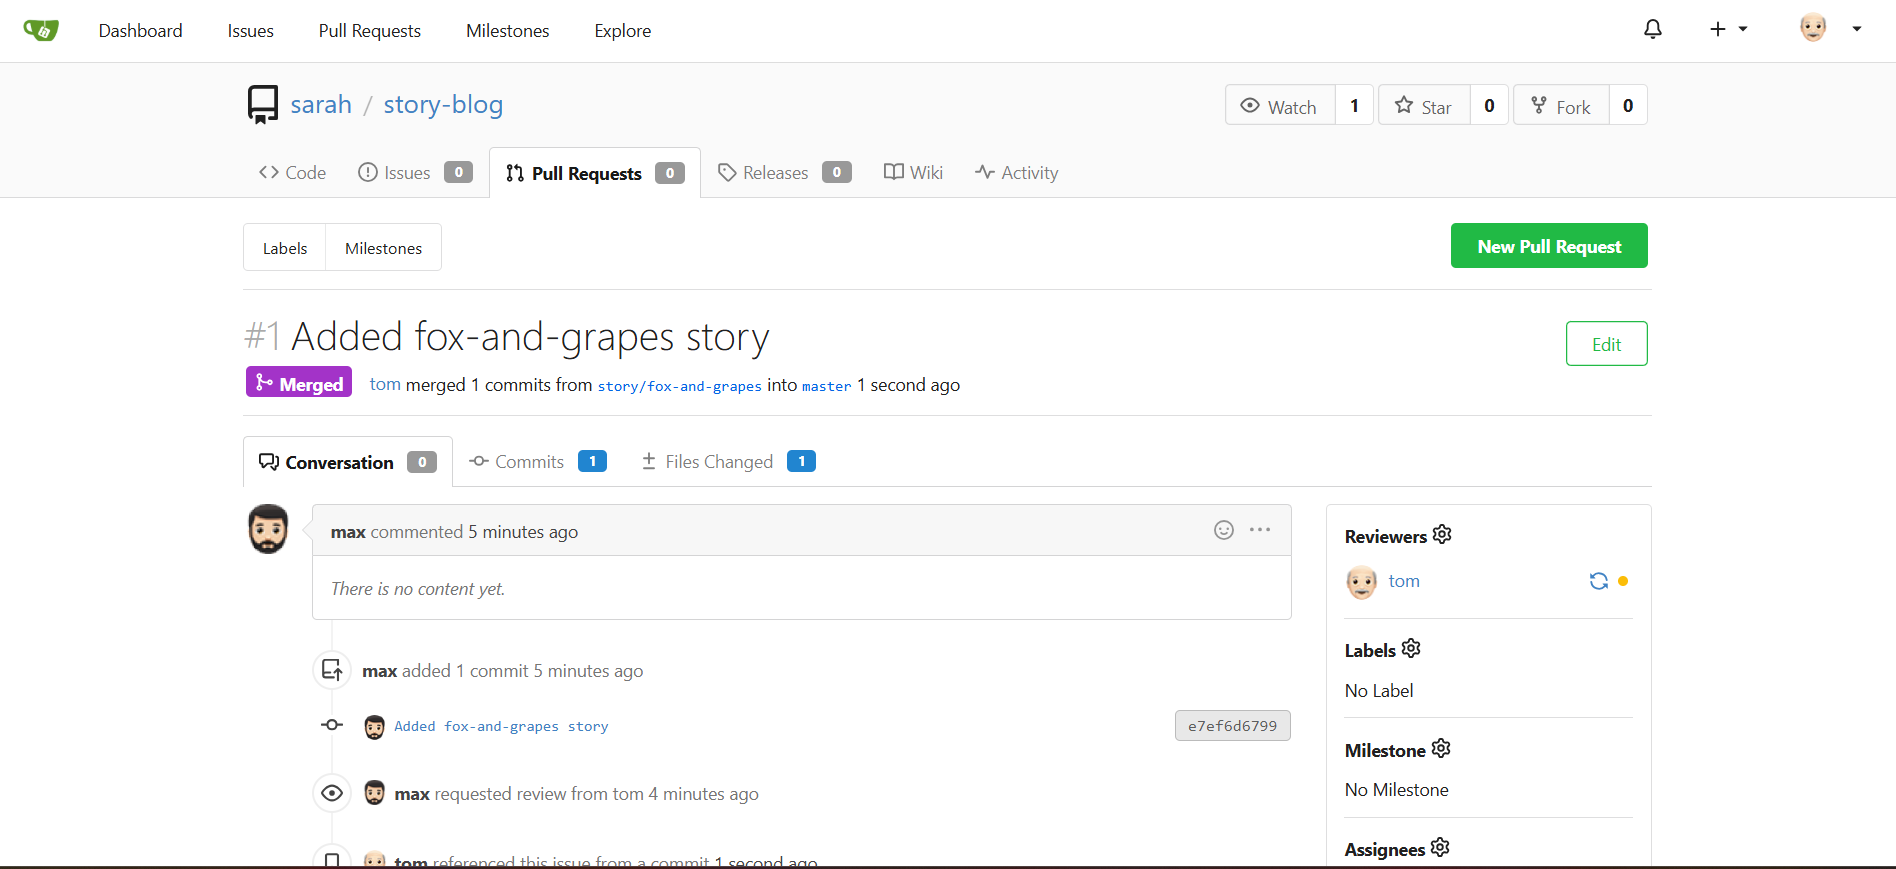 Dashboard Issues Pull Requests Milestones Explore
sarah / story-blog
Watch 1 Star 0 Fork 0
Code Issues 0 Pull Requests 0 Releases 0 Wiki Activity
Labels Milestones New Pull Request
#1 Added fox-and-grapes story
Edit
Merged tom merged 1 commits from story/fox-and-grapes into master 1 second ago
Conversation 0 Commits 1 Files Changed 1
max commented 5 minutes ago
There is no content yet.
max added 1 commit 5 minutes ago
Added fox-and-grapes story e7ef6d6799
max requested review from tom 4 minutes ago
tom referenced this issue from a commit 1 second ago
Reviewers
tom
Labels
No Label
Milestone
No Milestone
Assignees